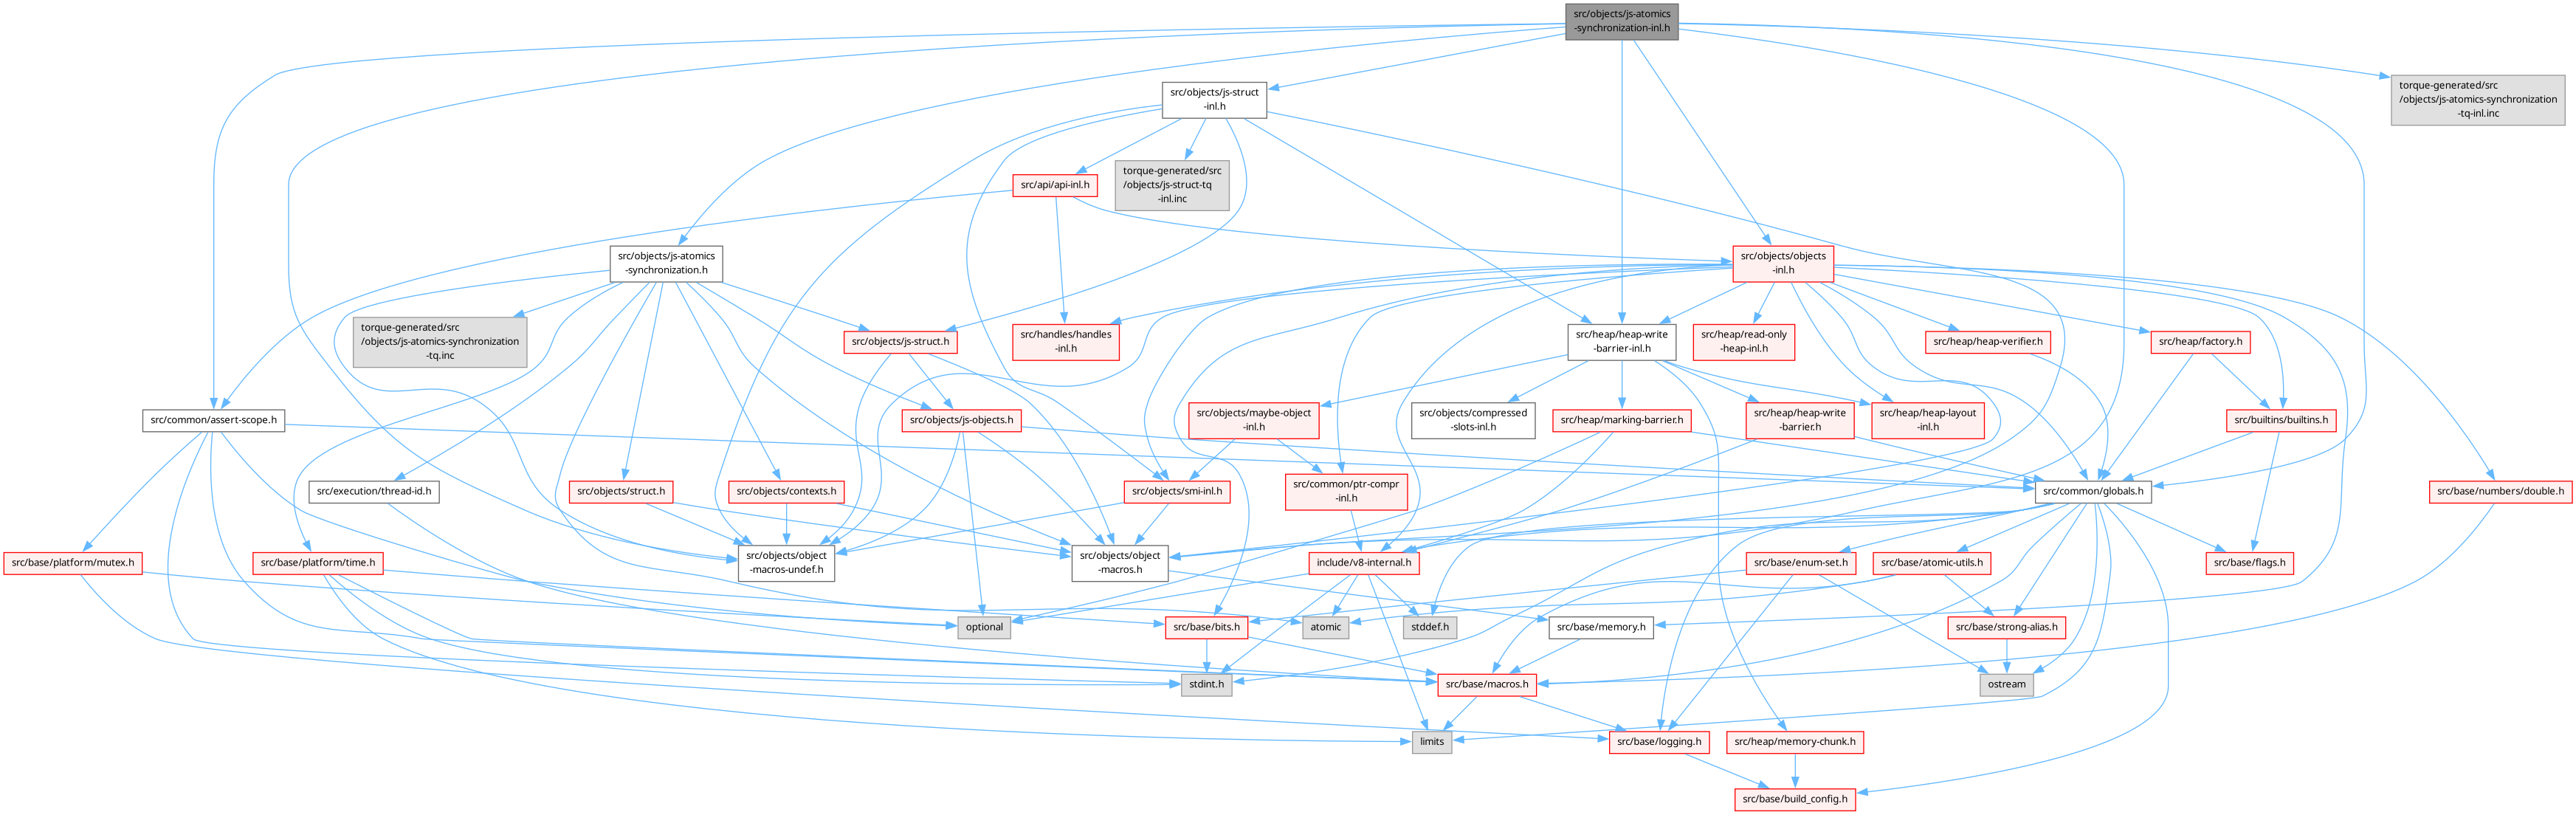 src/objects/js-atomics
-synchronization-inl.h
torque-generated/src
/objects/js-atomics-synchronization
-tq-inl.inc
src/objects/js-struct
-inl.h
src/api/api-inl.h
torque-generated/src
/objects/js-struct-tq
-inl.inc
src/objects/js-atomics
-synchronization.h
src/objects/objects
-inl.h
torque-generated/src
/objects/js-atomics-synchronization
-tq.inc
src/objects/js-struct.h
src/handles/handles
-inl.h
src/heap/heap-write
-barrier-inl.h
src/heap/read-only
-heap-inl.h
src/heap/heap-verifier.h
src/heap/factory.h
src/common/assert-scope.h
src/objects/js-objects.h
src/objects/maybe-object
-inl.h
src/objects/compressed
-slots-inl.h
src/heap/marking-barrier.h
src/heap/heap-write
-barrier.h
src/heap/heap-layout
-inl.h
src/builtins/builtins.h
src/execution/thread-id.h
src/objects/struct.h
src/objects/contexts.h
src/objects/smi-inl.h
src/common/ptr-compr
-inl.h
src/common/globals.h
src/base/numbers/double.h
src/base/platform/mutex.h
src/base/platform/time.h
src/objects/object
-macros-undef.h
src/objects/object
-macros.h
include/v8-internal.h
src/base/enum-set.h
src/base/atomic-utils.h
src/base/flags.h
optional
src/base/bits.h
atomic
stddef.h
src/base/memory.h
src/base/strong-alias.h
stdint.h
src/base/macros.h
ostream
limits
src/base/logging.h
src/heap/memory-chunk.h
src/base/build_config.h